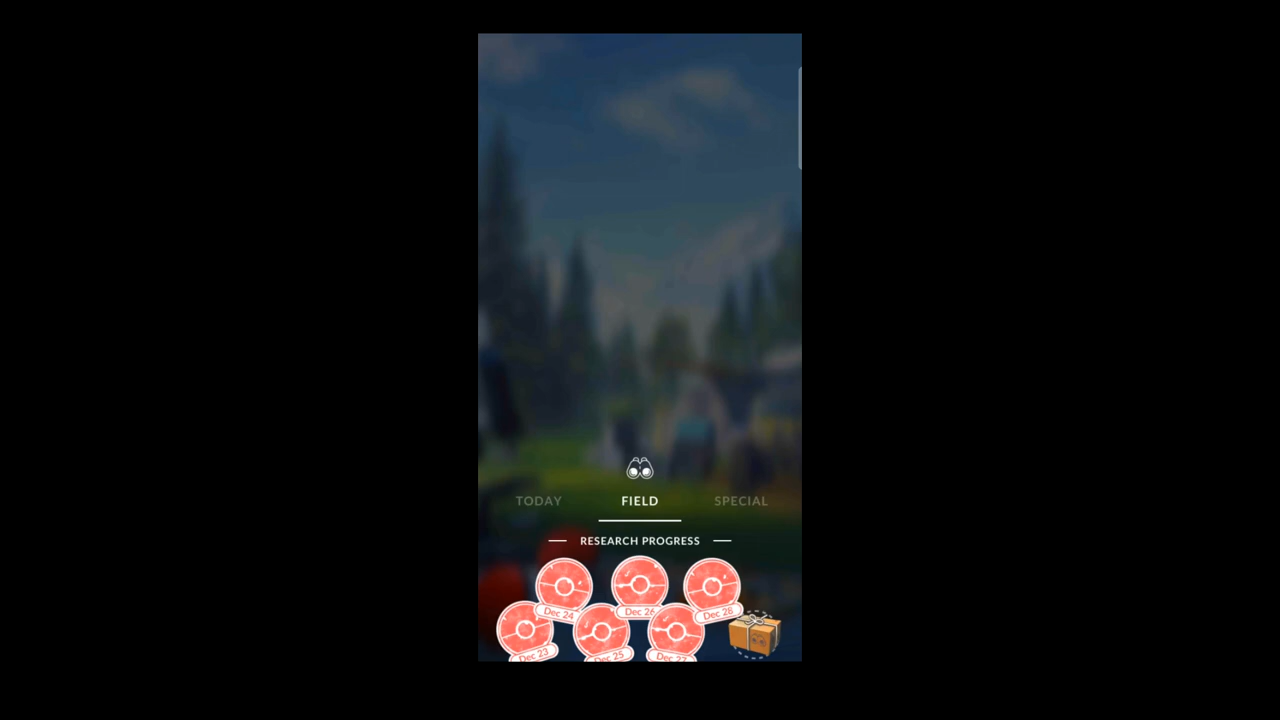 TODAY FIELD SPECIAL
RESEARCH PROGRESS
Dec 24 Dec 26 Dec 28
Dec 23 Dec 25 Dec 27